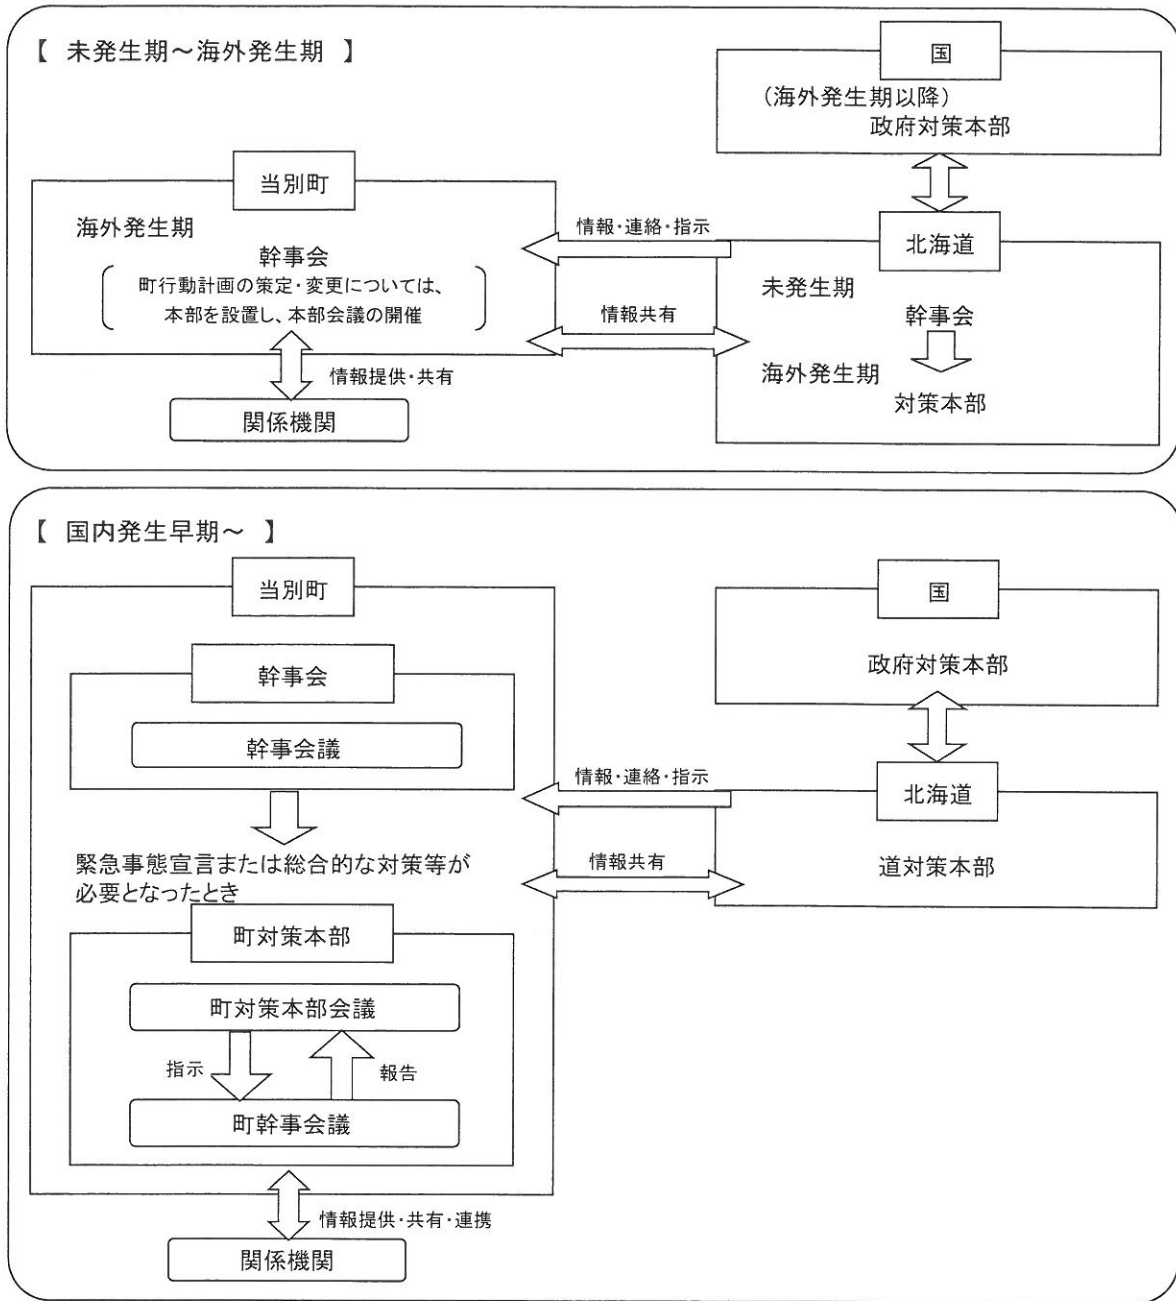 【 未発生期～海外発生期 】
国
（海外発生期以降）
政府対策本部
当別町
海外発生期
幹事会
町行動計画の策定・変更については、
本部を設置し、本部会議の開催
情報・連絡・指示
情報共有
北海道
未発生期
幹事会
海外発生期
対策本部
情報提供・共有
関係機関
【 国内発生早期～ 】
当別町
幹事会
幹事会議
緊急事態宣言または総合的な対策等が
必要となったとき
町対策本部
町対策本部会議
指示
報告
町幹事会議
情報提供・共有・連携
関係機関
情報・連絡・指示
情報共有
国
政府対策本部
北海道
道対策本部